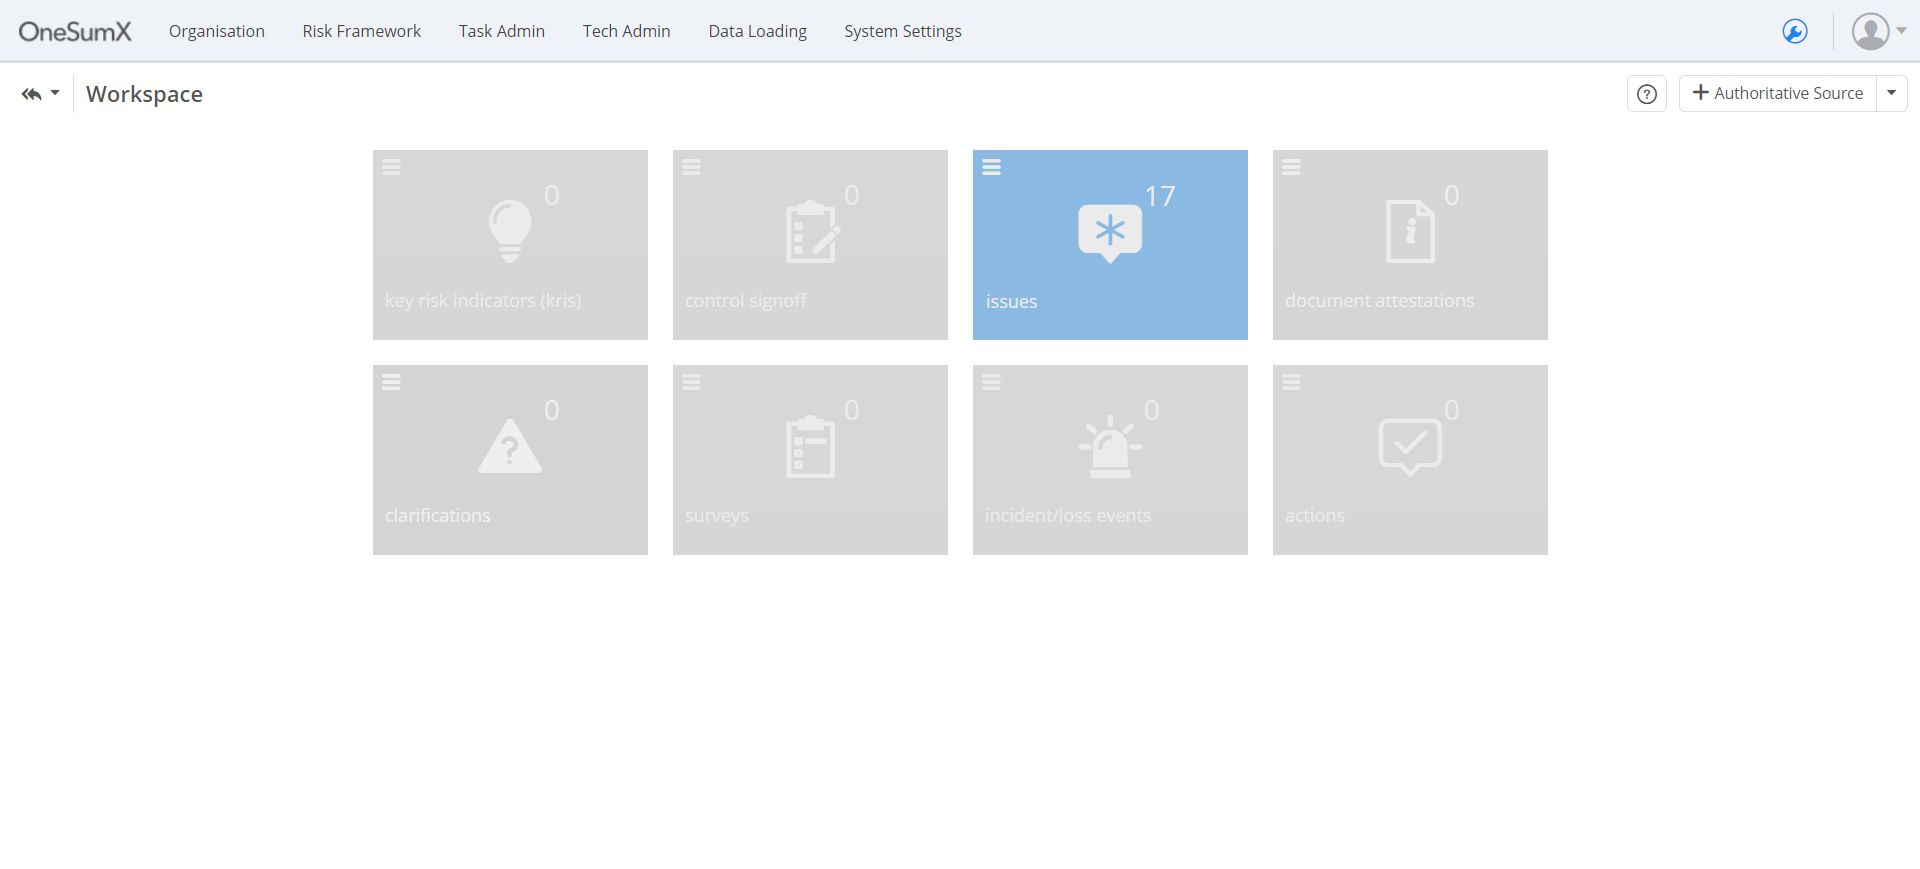 OneSumX Organisation Risk Framework Task Admin Tech Admin Data Loading System Settings
Workspace ? + Authoritative Source
0 0 17 0
key risk indicators (kris) control signoff issues document attestations
0 0 0 0
clarifications surveys incident/loss events actions